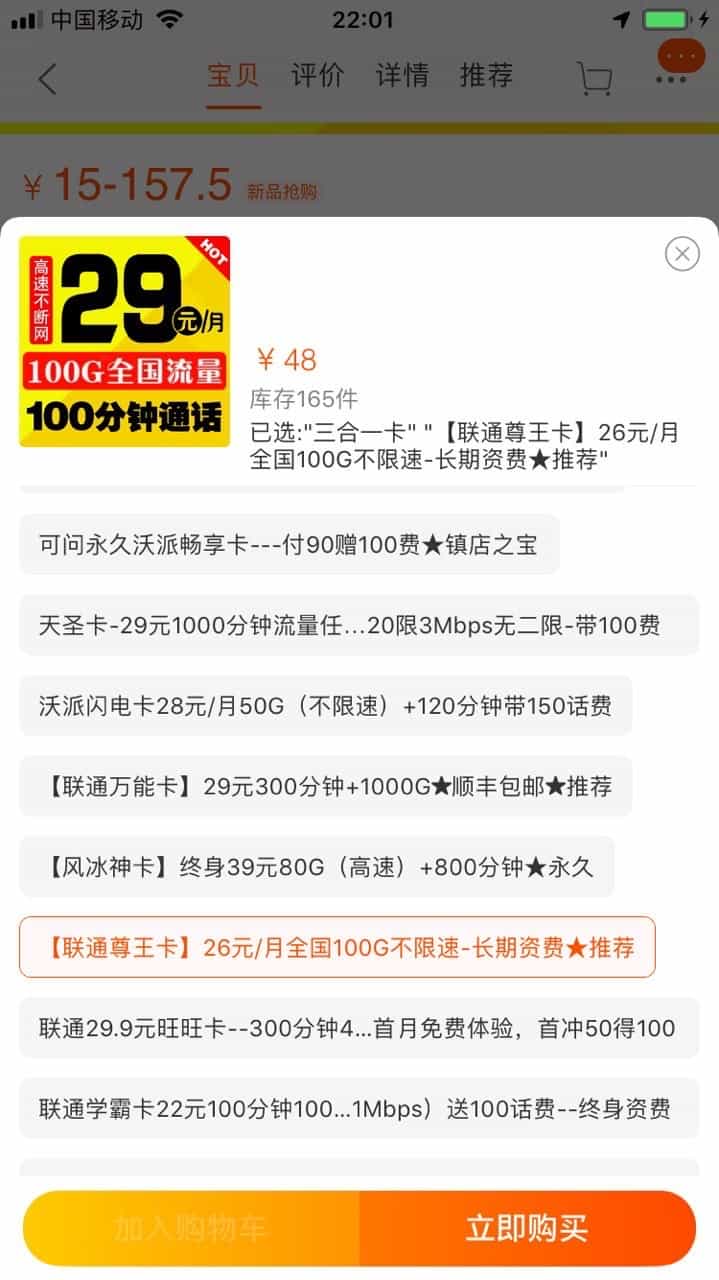 中国移动
22:01
宝贝 评价 详情 推荐
¥ 15-157.5 新品抢购
HOT
高速不断网
29元/月
100G全国流量
100分钟通话
¥ 48
库存165件
已选:"三合一卡" "【联通尊王卡】26元/月
全国100G不限速-长期资费★推荐"
可问永久沃派畅享卡---付90赠100费★镇店之宝
天圣卡-29元1000分钟流量任...20限3Mbps无二限-带100费
沃派闪电卡28元/月50G（不限速）+120分钟带150话费
【联通万能卡】29元300分钟+1000G★顺丰包邮★推荐
【风冰神卡】终身39元80G（高速）+800分钟★永久
【联通尊王卡】26元/月全国100G不限速-长期资费★推荐
联通29.9元旺旺卡--300分钟4...首月免费体验，首冲50得100
联通学霸卡22元100分钟100...1Mbps）送100话费--终身资费
加入购物车
立即购买